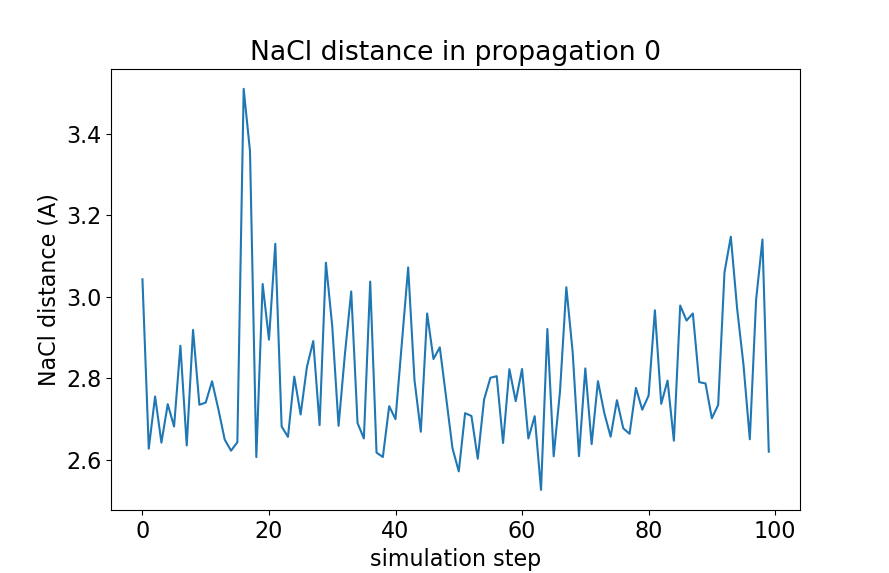 NaCl distance in propagation 0
NaCl distance (A)
3.4
3.2
3.0
2.8
2.6
0 20 40 60 80 100
simulation step